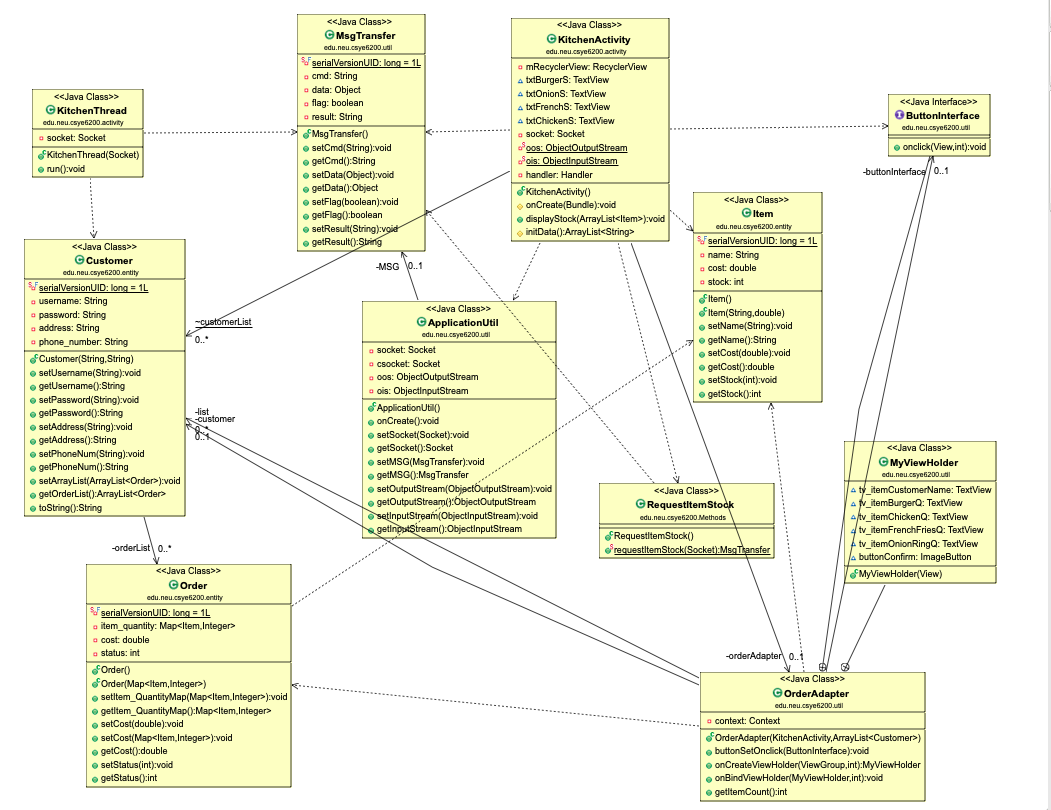 <<Java Class>>
MsgTransfer
edu.neu.csye6200.util
serialVersionUID: long = 1L
cmd: String
data: Object
flag: boolean
result: String
MsgTransfer()
setCmd(String):void
getCmd():String
setData(Object):void
getData():Object
setFlag(boolean):void
getFlag():boolean
setResult(String):void
getResult():String
<<Java Class>>
KitchenActivity
edu.neu.csye6200.activity
mRecyclerView: RecyclerView
txtBurgerS: TextView
txtOnionS: TextView
txtFrenchS: TextView
txtChickenS: TextView
socket: Socket
oos: ObjectOutputStream
ois: ObjectInputStream
handler: Handler
KitchenActivity()
onCreate(Bundle):void
displayStock(ArrayList<Item>):void
initData():ArrayList<String>
<<Java Class>>
KitchenThread
edu.neu.csye6200.activity
socket: Socket
KitchenThread(Socket)
run():void
<<Java Interface>>
ButtonInterface
edu.neu.csye6200.util
onclick(View,int):void
-buttonInterface
0..1
<<Java Class>>
Item
edu.neu.csye6200.entity
serialVersionUID: long = 1L
name: String
cost: double
stock: int
Item()
Item(String,double)
setName(String):void
getName():String
setCost(double):void
getCost():double
setStock(int):void
getStock():int
<<Java Class>>
Customer
edu.neu.csye6200.entity
serialVersionUID: long = 1L
username: String
password: String
address: String
phone_number: String
Customer(String,String)
setUsername(String):void
getUsername():String
setPassword(String):void
getPassword():String
setAddress(String):void
getAddress():String
setPhoneNum(String):void
getPhoneNum():String
setArrayList(ArrayList<Order>):void
getOrderList():ArrayList<Order>
toString():String
-MSG
0..1
~customerList
0..*
-list
-customer
0..*
0..1
<<Java Class>>
ApplicationUtil
edu.neu.csye6200.util
socket: Socket
csocket: Socket
oos: ObjectOutputStream
ois: ObjectInputStream
ApplicationUtil()
onCreate():void
setSocket(Socket):void
getSocket():Socket
setMSG(MsgTransfer):void
getMSG():MsgTransfer
setOutputStream(ObjectOutputStream):void
getOutputStream():ObjectOutputStream
setInputStream(ObjectInputStream):void
getInputStream():ObjectInputStream
<<Java Class>>
MyViewHolder
edu.neu.csye6200.util
tv_itemCustomerName: TextView
tv_itemBurgerQ: TextView
tv_itemChickenQ: TextView
tv_itemFrenchFriesQ: TextView
tv_itemOnionRingQ: TextView
buttonConfirm: ImageButton
MyViewHolder(View)
<<Java Class>>
RequestItemStock
edu.neu.csye6200.Methods
RequestItemStock()
requestItemStock(Socket):MsgTransfer
-orderList
0..*
<<Java Class>>
Order
edu.neu.csye6200.entity
serialVersionUID: long = 1L
item_quantity: Map<Item,Integer>
cost: double
status: int
Order()
Order(Map<Item,Integer>)
setItem_QuantityMap(Map<Item,Integer>):void
getItem_QuantityMap():Map<Item,Integer>
setCost(double):void
setCost(Map<Item,Integer>):void
getCost():double
setStatus(int):void
getStatus():int
-orderAdapter
0..1
<<Java Class>>
OrderAdapter
edu.neu.csye6200.util
context: Context
OrderAdapter(KitchenActivity,ArrayList<Customer>)
buttonSetOnclick(ButtonInterface):void
onCreateViewHolder(ViewGroup,int):MyViewHolder
onBindViewHolder(MyViewHolder,int):void
getItemCount():int